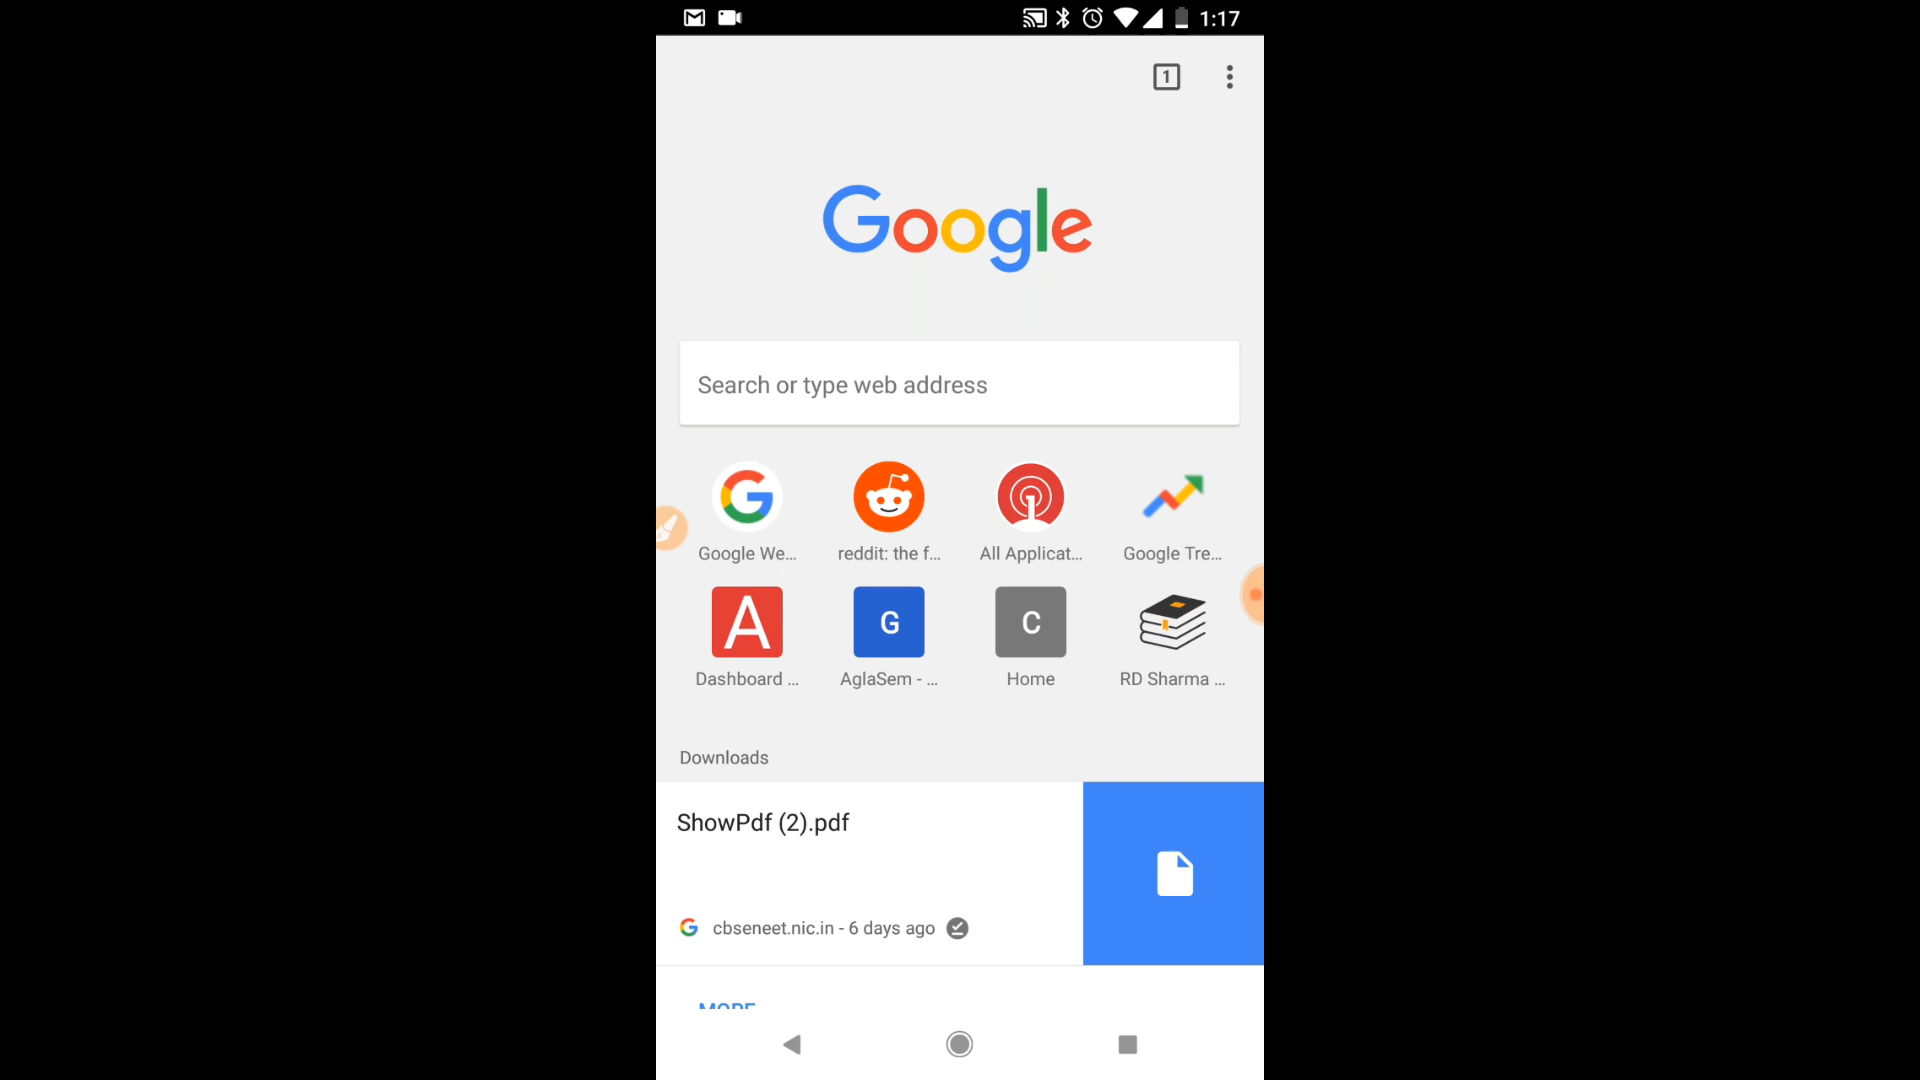 1:17
1
Google
Search or type web address
Google We...
reddit: the f...
All Applicat...
Google Tre...
A
G
C
Dashboard ...
AglaSem - ...
Home
RD Sharma ...
Downloads
ShowPdf (2).pdf
cbseneet.nic.in - 6 days ago
MORE